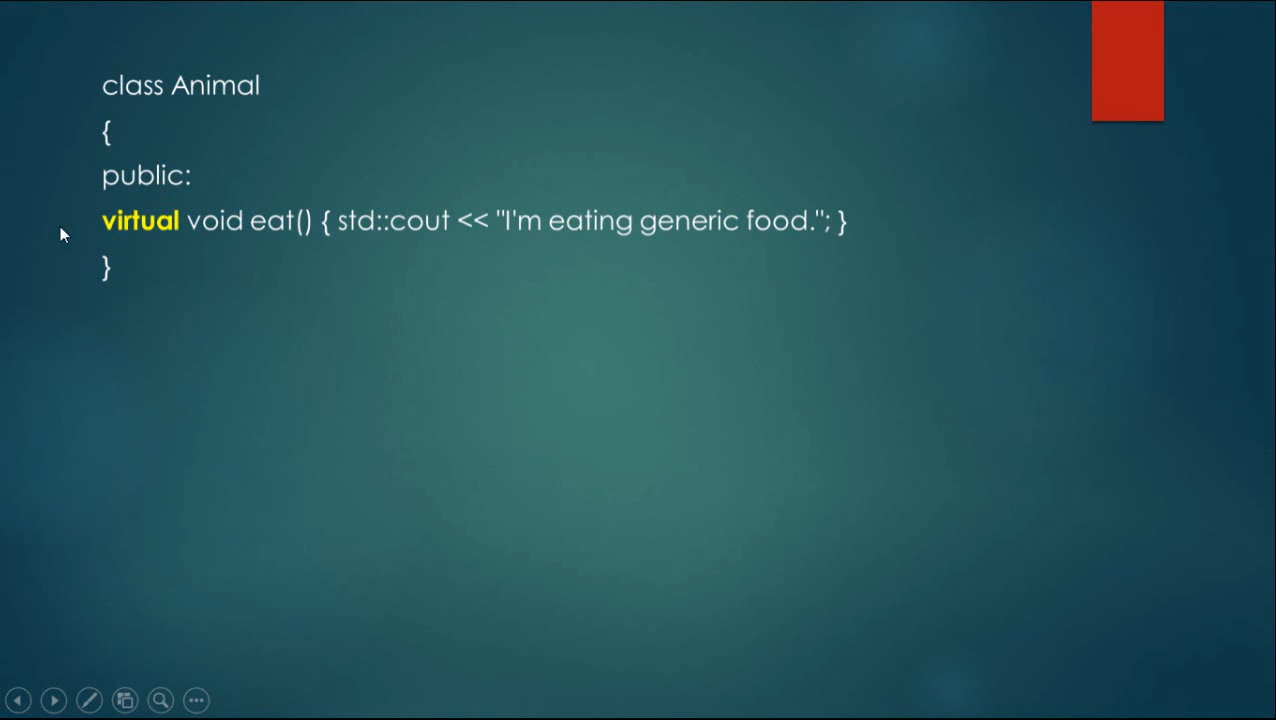 class Animal
{
public:
virtual void eat() { std::cout << "I'm eating generic food."; }
}